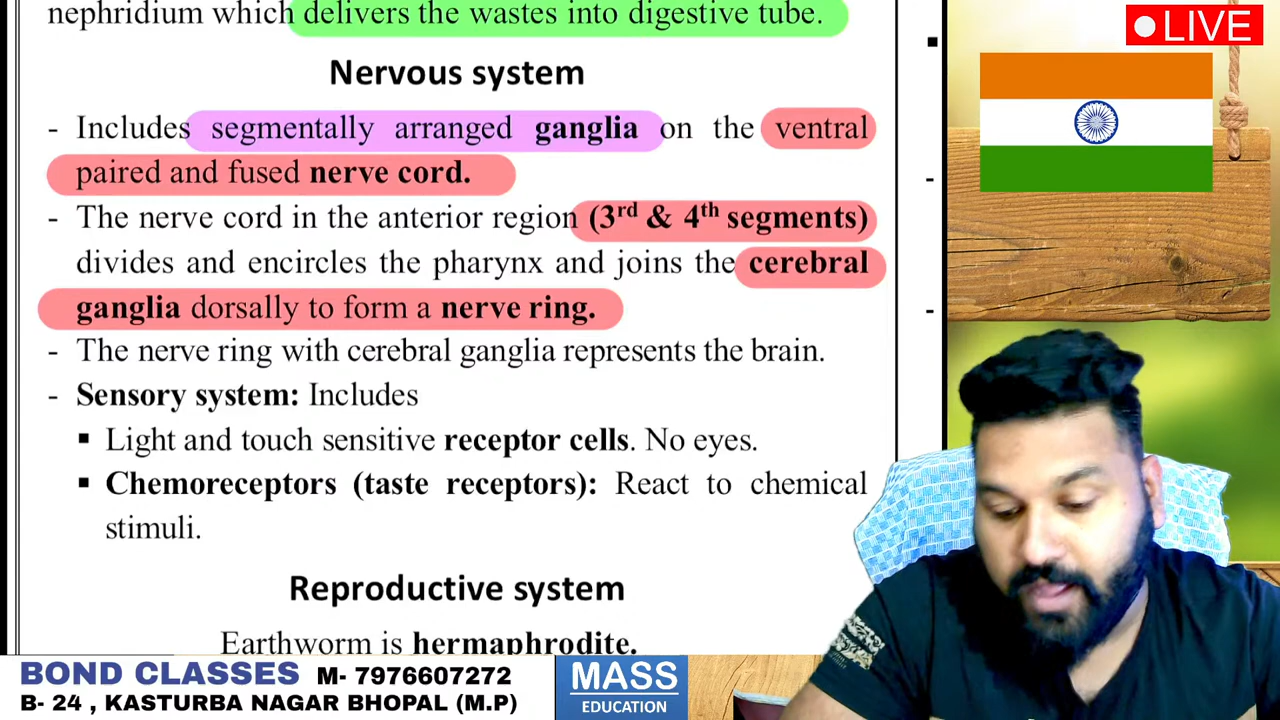 nephridium which delivers the wastes into digestive tube.
Nervous system
- Includes segmentally arranged ganglia on the ventral
paired and fused nerve cord.
- The nerve cord in the anterior region (3rd & 4th segments)
divides and encircles the pharynx and joins the cerebral
ganglia dorsally to form a nerve ring.
- The nerve ring with cerebral ganglia represents the brain.
- Sensory system: Includes
▪ Light and touch sensitive receptor cells. No eyes.
▪ Chemoreceptors (taste receptors): React to chemical
stimuli.
Reproductive system
Earthworm is hermaphrodite.
LIVE
BOND CLASSES M- 7976607272
B- 24 , KASTURBA NAGAR BHOPAL (M.P)
MASS
EDUCATION